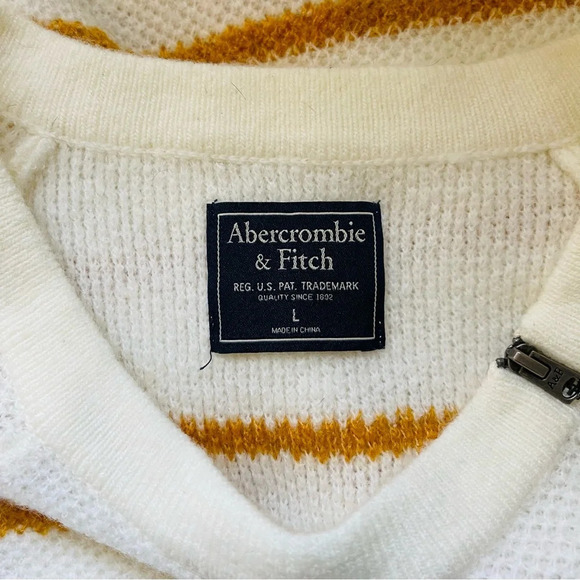 Abercrombie
& Fitch
REG. U.S. PAT. TRADEMARK
QUALITY SINCE 1892
L
MADE IN CHINA
A&F